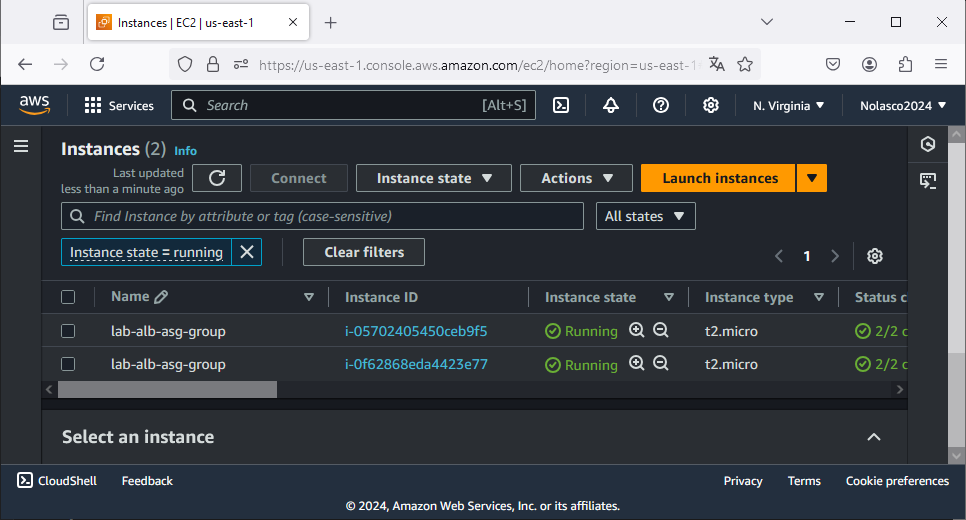 Instances | EC2 | us-east-1
https://us-east-1.console.aws.amazon.com/ec2/home?region=us-east-1
aws Services Search [Alt+S] N. Virginia Nolasco2024
Instances (2) Info
Last updated
less than a minute ago
Connect Instance state Actions Launch instances
Find Instance by attribute or tag (case-sensitive) All states
Instance state = running Clear filters 1
Name Instance ID Instance state Instance type Status c
lab-alb-asg-group i-05702405450ceb9f5 Running t2.micro 2/2 c
lab-alb-asg-group i-0f62868eda4423e77 Running t2.micro 2/2 c
Select an instance
CloudShell Feedback Privacy Terms Cookie preferences
© 2024, Amazon Web Services, Inc. or its affiliates.